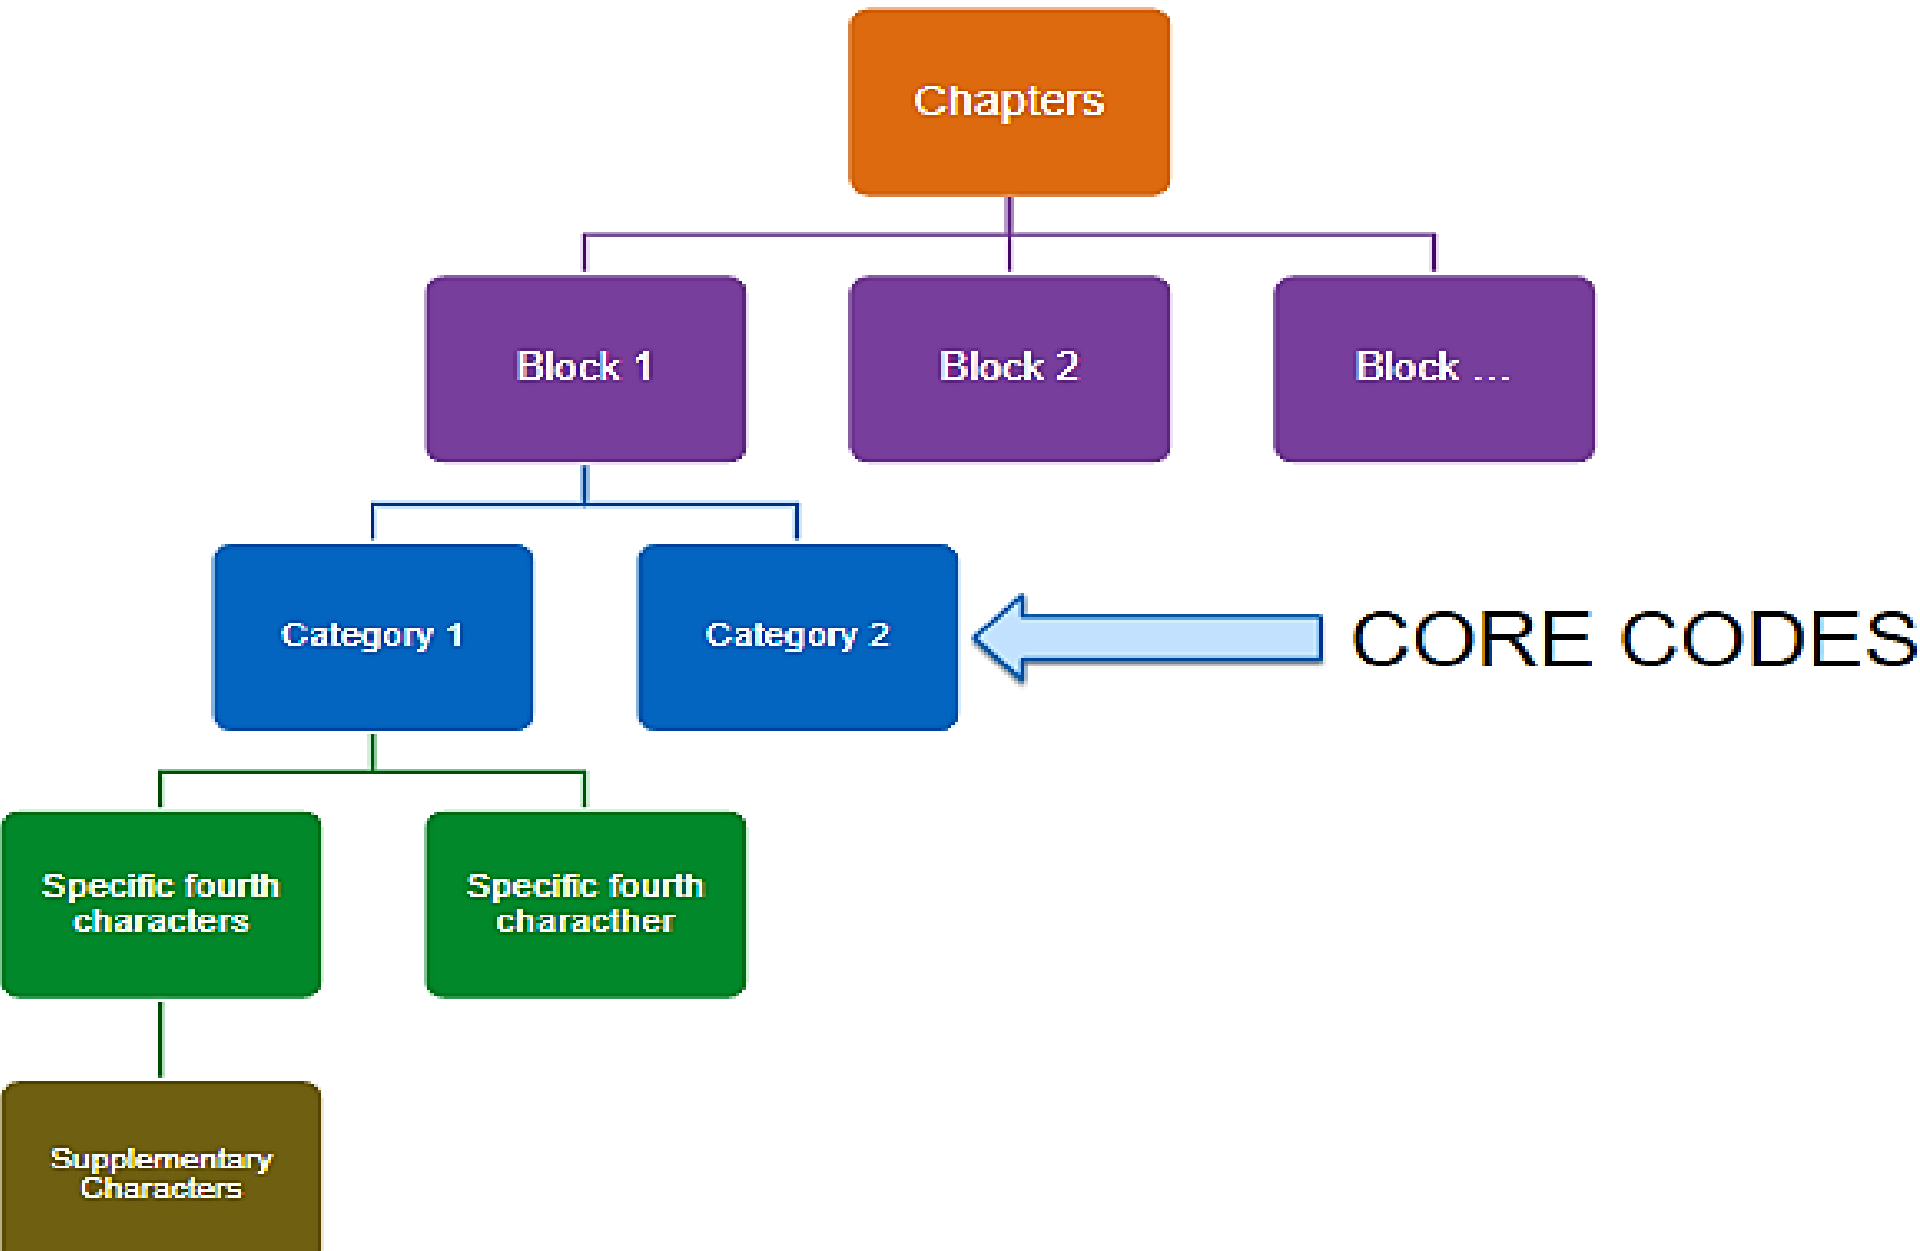 Chapters
Block 1
Block 2
Block ...
Category 1
Category 2
CORE CODES
Specific fourth
characters
Specific fourth
characther
Supplementary
Characters